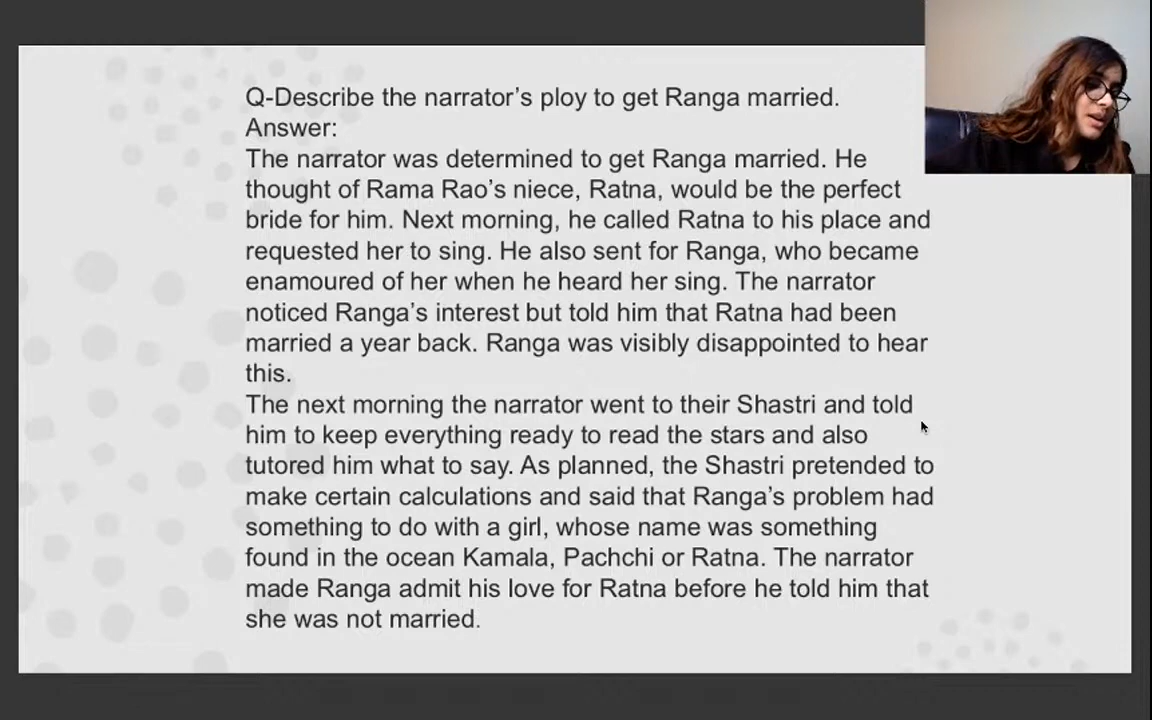 Q-Describe the narrator's ploy to get Ranga married.
Answer:
The narrator was determined to get Ranga married. He
thought of Rama Rao's niece, Ratna, would be the perfect
bride for him. Next morning, he called Ratna to his place and
requested her to sing. He also sent for Ranga, who became
enamoured of her when he heard her sing. The narrator
noticed Ranga's interest but told him that Ratna had been
married a year back. Ranga was visibly disappointed to hear
this.
The next morning the narrator went to their Shastri and told
him to keep everything ready to read the stars and also
tutored him what to say. As planned, the Shastri pretended to
make certain calculations and said that Ranga's problem had
something to do with a girl, whose name was something
found in the ocean Kamala, Pachchi or Ratna. The narrator
made Ranga admit his love for Ratna before he told him that
she was not married.